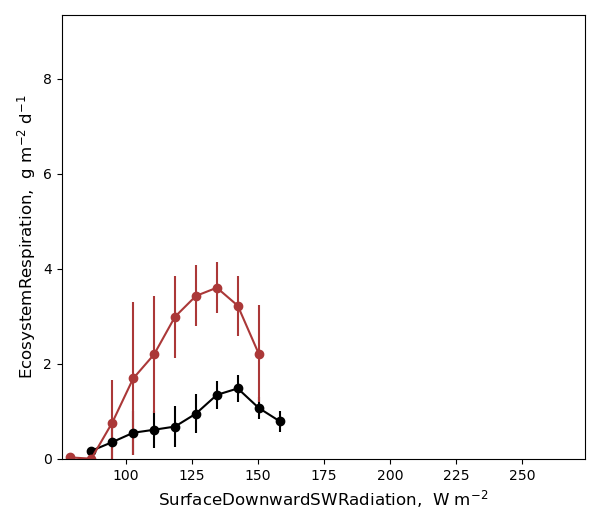 8
6
4
2
0
EcosystemRespiration, g m⁻² d⁻¹
100 125 150 175 200 225 250
SurfaceDownwardSWRadiation, W m⁻²